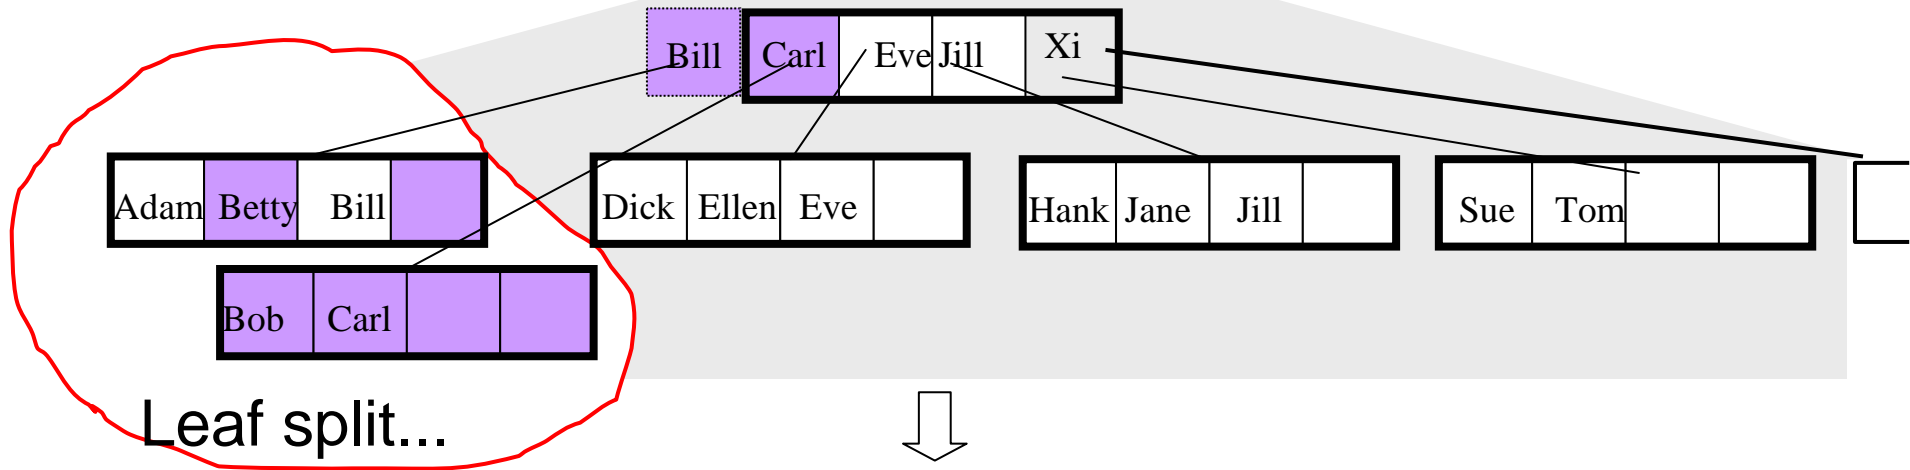 Bill Carl Eve Jill Xi
Adam Betty Bill Dick Ellen Eve Hank Jane Jill Sue Tom
Bob Carl
Leaf split...